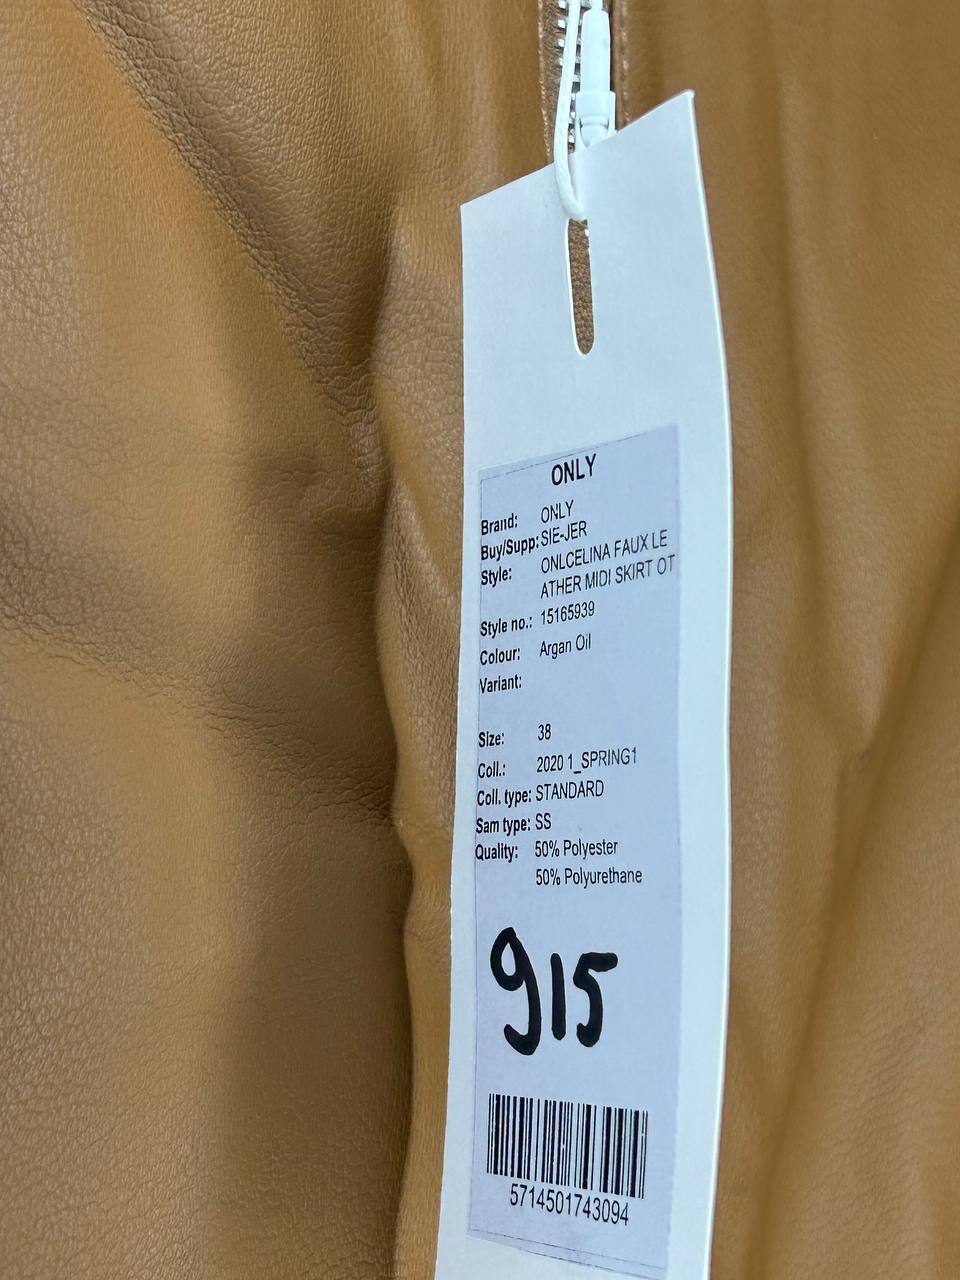 ONLY
Brand: ONLY
Buy/Supp: SIE-JER
Style: ONLCELINA FAUX LE
ATHER MIDI SKIRT OT
Style no.: 15165939
Colour: Argan Oil
Variant:
Size: 38
Coll.: 2020 1_SPRING1
Coll. type: STANDARD
Sam type: SS
Quality: 50% Polyester
50% Polyurethane
915
5714501743094